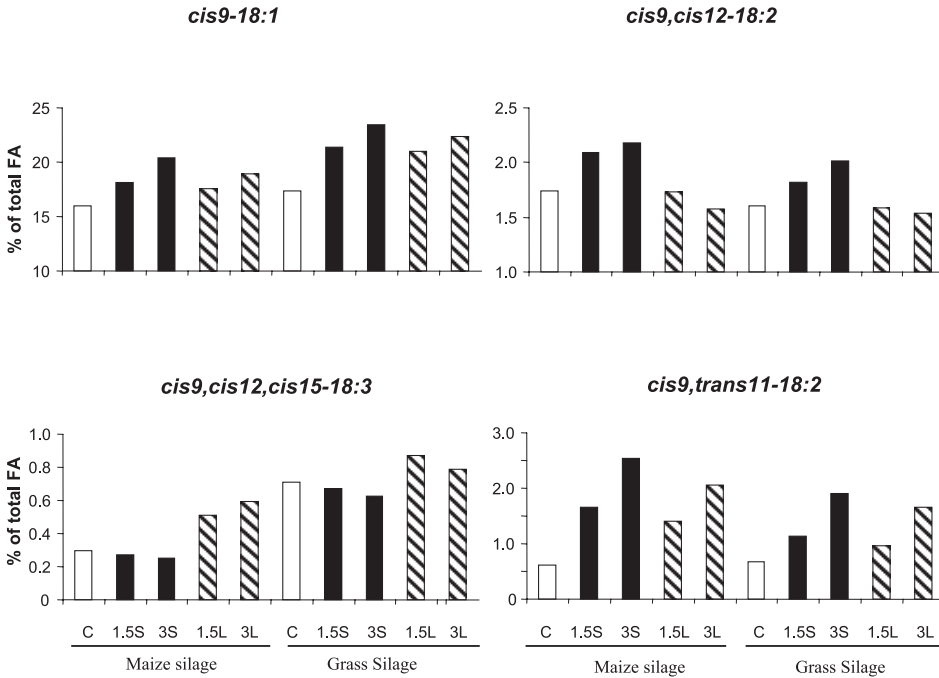 cis9-18:1
cis9,cis12-18:2
% of total FA
25
20
15
10
2.5
2.0
1.5
1.0
cis9,cis12,cis15-18:3
cis9,trans11-18:2
% of total FA
1.0
0.8
0.6
0.4
0.2
0
3.0
2.0
1.0
0
C 1.5S 3S 1.5L 3L C 1.5S 3S 1.5L 3L
Maize silage Grass Silage
C 1.5S 3S 1.5L 3L C 1.5S 3S 1.5L 3L
Maize silage Grass Silage